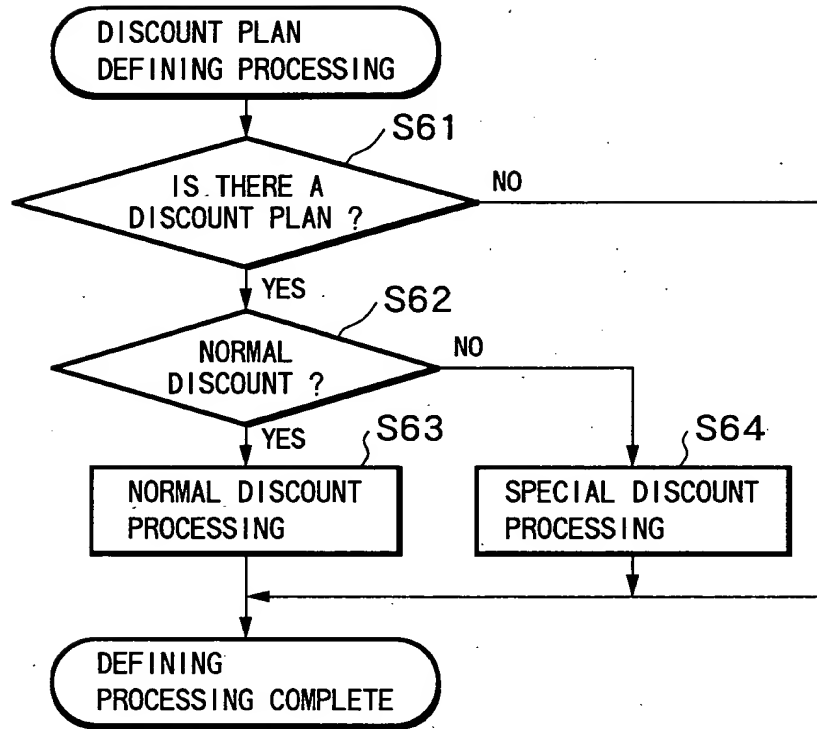 DISCOUNT PLAN
DEFINING PROCESSING
S61
IS THERE A
DISCOUNT PLAN ?
NO
YES
S62
NORMAL
DISCOUNT ?
NO
YES
S63
S64
NORMAL DISCOUNT
PROCESSING
SPECIAL DISCOUNT
PROCESSING
DEFINING
PROCESSING COMPLETE